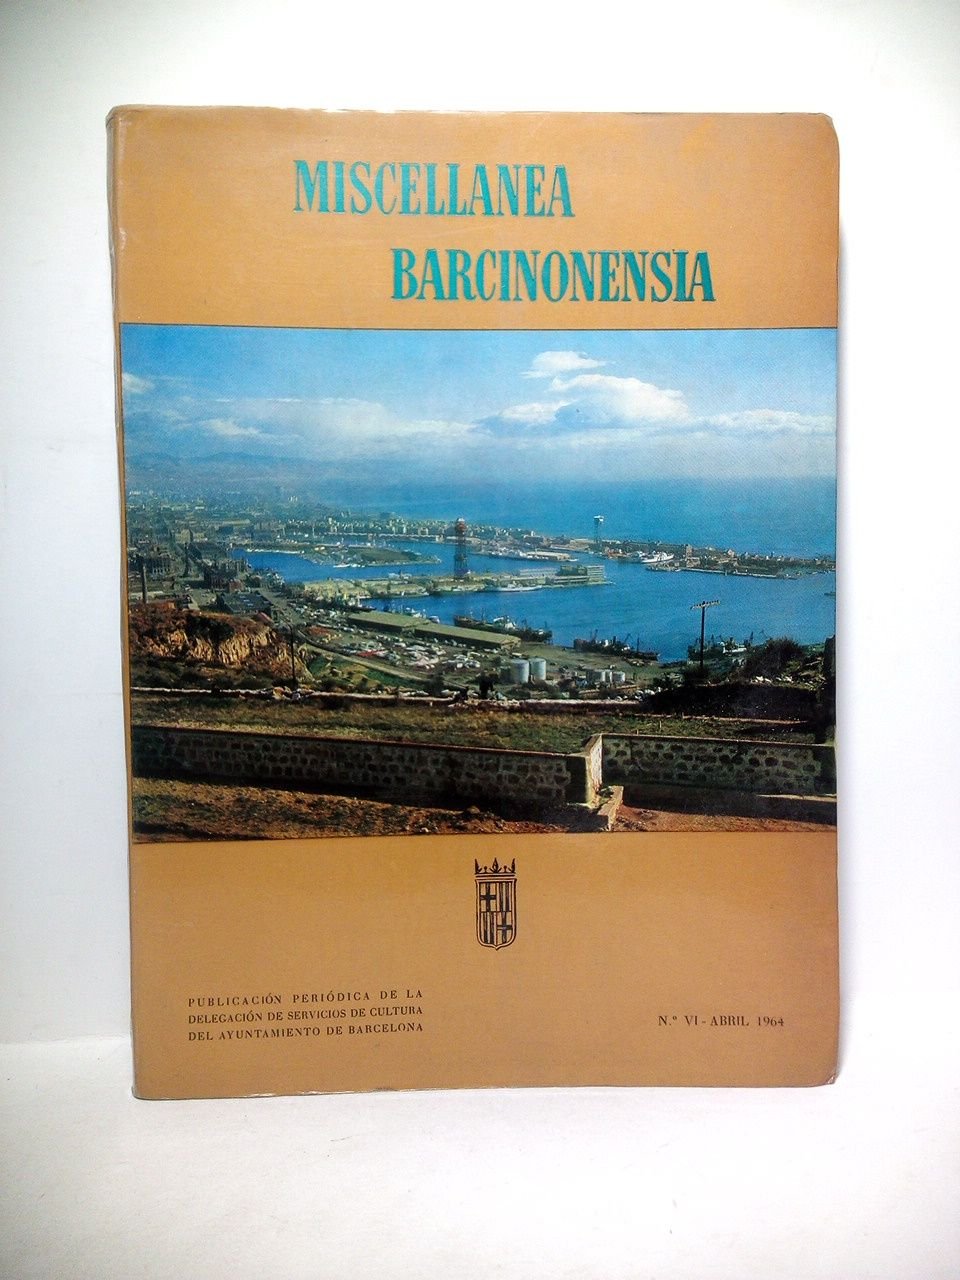 MISCELLANEA
BARCINONENSIA
PUBLICACIÓN PERIÓDICA DE LA
DELEGACIÓN DE SERVICIOS DE CULTURA
DEL AYUNTAMIENTO DE BARCELONA
N.º VI - ABRIL 1964